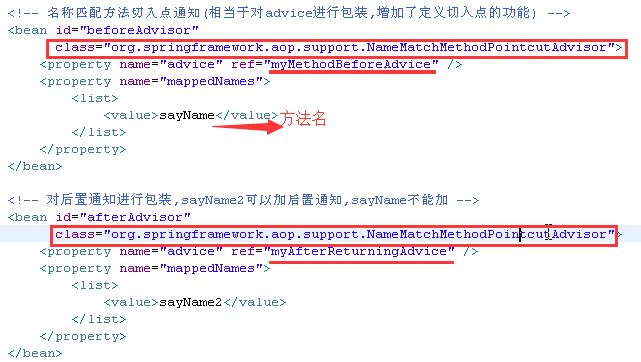 <!-- 名称匹配方法切入点通知(相当于对advice进行包装,增加了定义切入点的功能) -->
<bean id="beforeAdvisor"
class="org.springframework.aop.support.NameMatchMethodPointcutAdvisor">
<property name="advice" ref="myMethodBeforeAdvice" />
<property name="mappedNames">
<list>
<value>sayName</value>方法名
</list>
</property>
</bean>
<!-- 对后置通知进行包装,sayName2可以加后置通知,sayName不能加 -->
<bean id="afterAdvisor"
class="org.springframework.aop.support.NameMatchMethodPointcutAdvisor">
<property name="advice" ref="myAfterReturningAdvice" />
<property name="mappedNames">
<list>
<value>sayName2</value>
</list>
</property>
</bean>